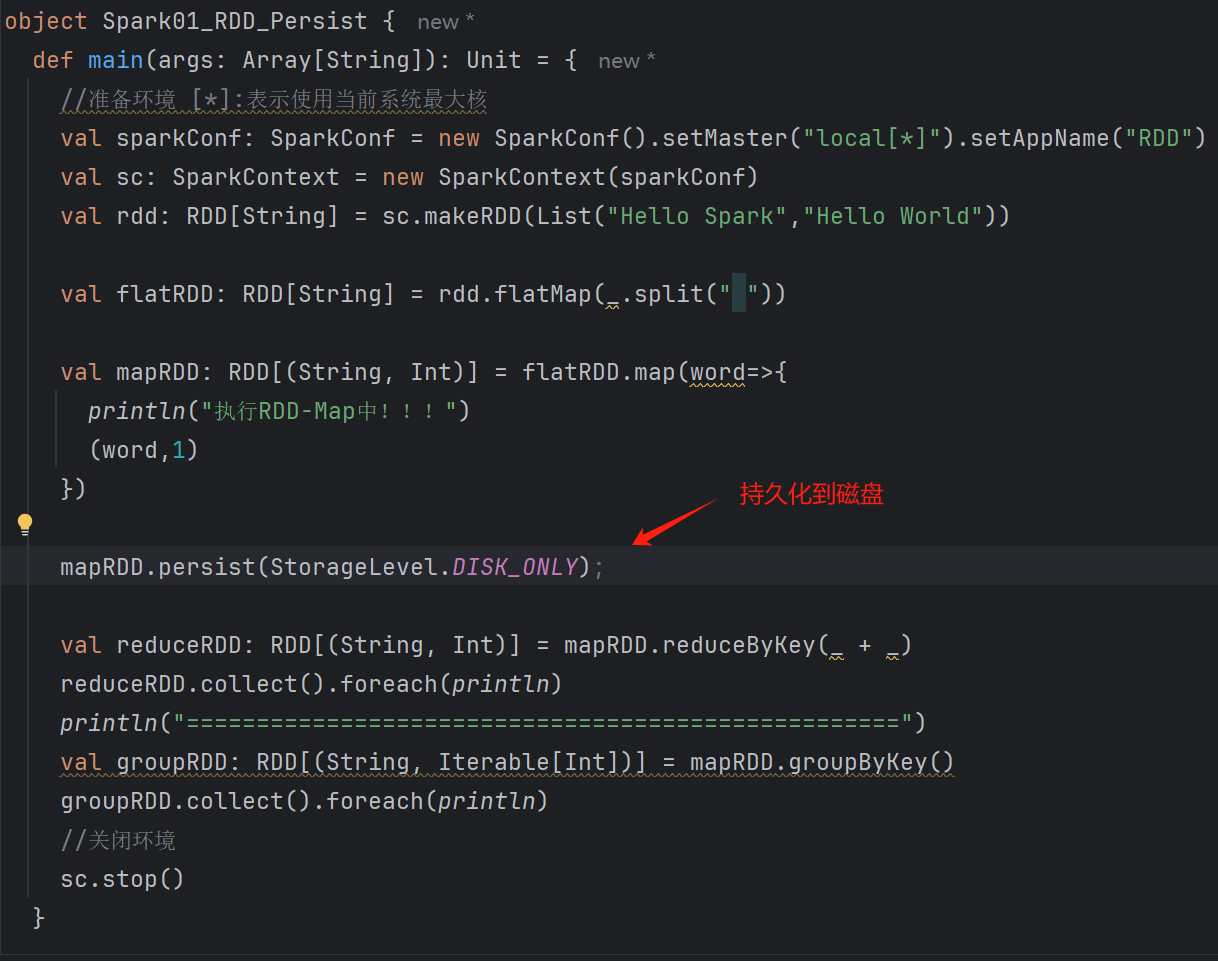 object Spark01_RDD_Persist {  new *
  def main(args: Array[String]): Unit = {  new *
    //准备环境 [*]:表示使用当前系统最大核
    val sparkConf: SparkConf = new SparkConf().setMaster("local[*]").setAppName("RDD")
    val sc: SparkContext = new SparkContext(sparkConf)
    val rdd: RDD[String] = sc.makeRDD(List("Hello Spark","Hello World"))
    val flatRDD: RDD[String] = rdd.flatMap(_.split(" "))
    val mapRDD: RDD[(String, Int)] = flatRDD.map(word=>{
      println("执行RDD-Map中！！！")
      (word,1)
    })
持久化到磁盘
    mapRDD.persist(StorageLevel.DISK_ONLY);
    val reduceRDD: RDD[(String, Int)] = mapRDD.reduceByKey(_ + _)
    reduceRDD.collect().foreach(println)
    println("===================================================")
    val groupRDD: RDD[(String, Iterable[Int])] = mapRDD.groupByKey()
    groupRDD.collect().foreach(println)
    //关闭环境
    sc.stop()
  }